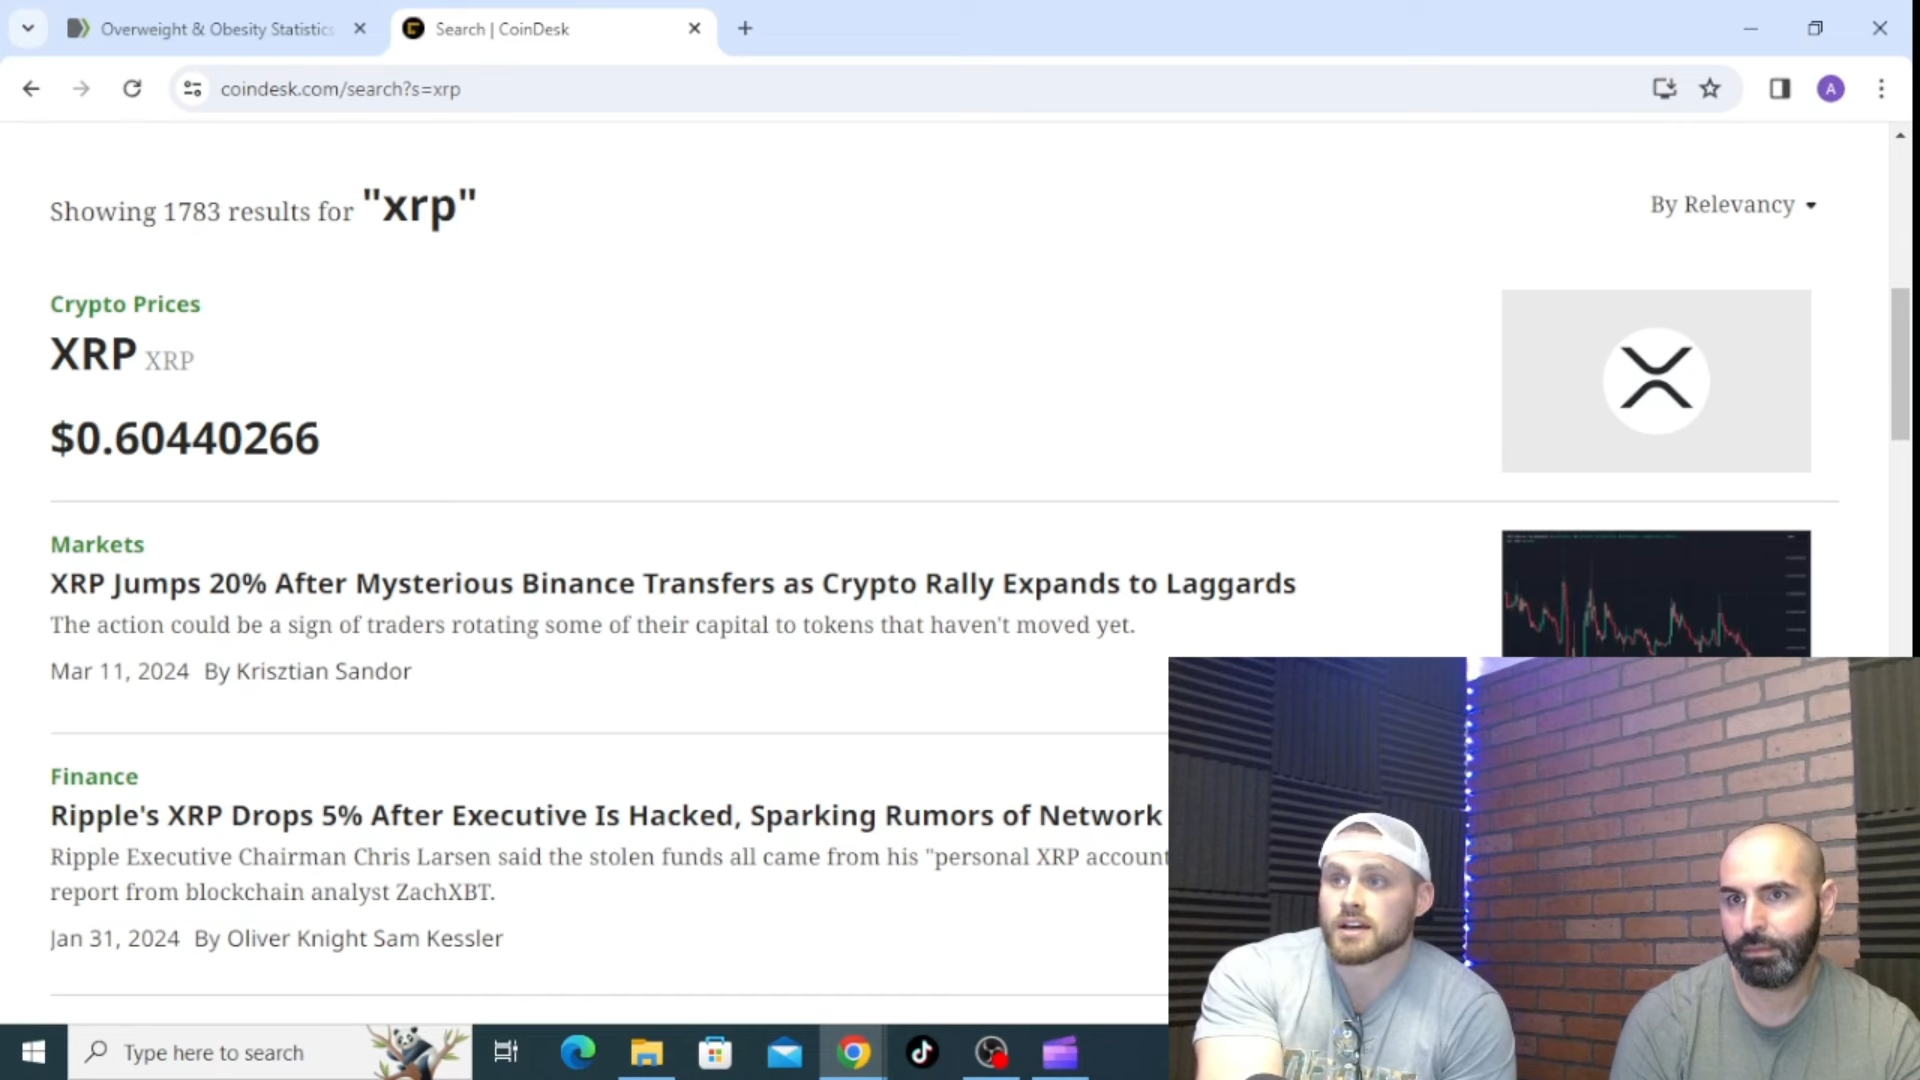 Overweight & Obesity Statistics
Search | CoinDesk
coindesk.com/search?s=xrp
A
Showing 1783 results for "xrp"
By Relevancy
Crypto Prices
XRP XRP
$0.60440266
Markets
XRP Jumps 20% After Mysterious Binance Transfers as Crypto Rally Expands to Laggards
The action could be a sign of traders rotating some of their capital to tokens that haven't moved yet.
Mar 11, 2024 By Krisztian Sandor
Finance
Ripple's XRP Drops 5% After Executive Is Hacked, Sparking Rumors of Network
Ripple Executive Chairman Chris Larsen said the stolen funds all came from his "personal XRP account
report from blockchain analyst ZachXBT.
Jan 31, 2024 By Oliver Knight Sam Kessler
Type here to search